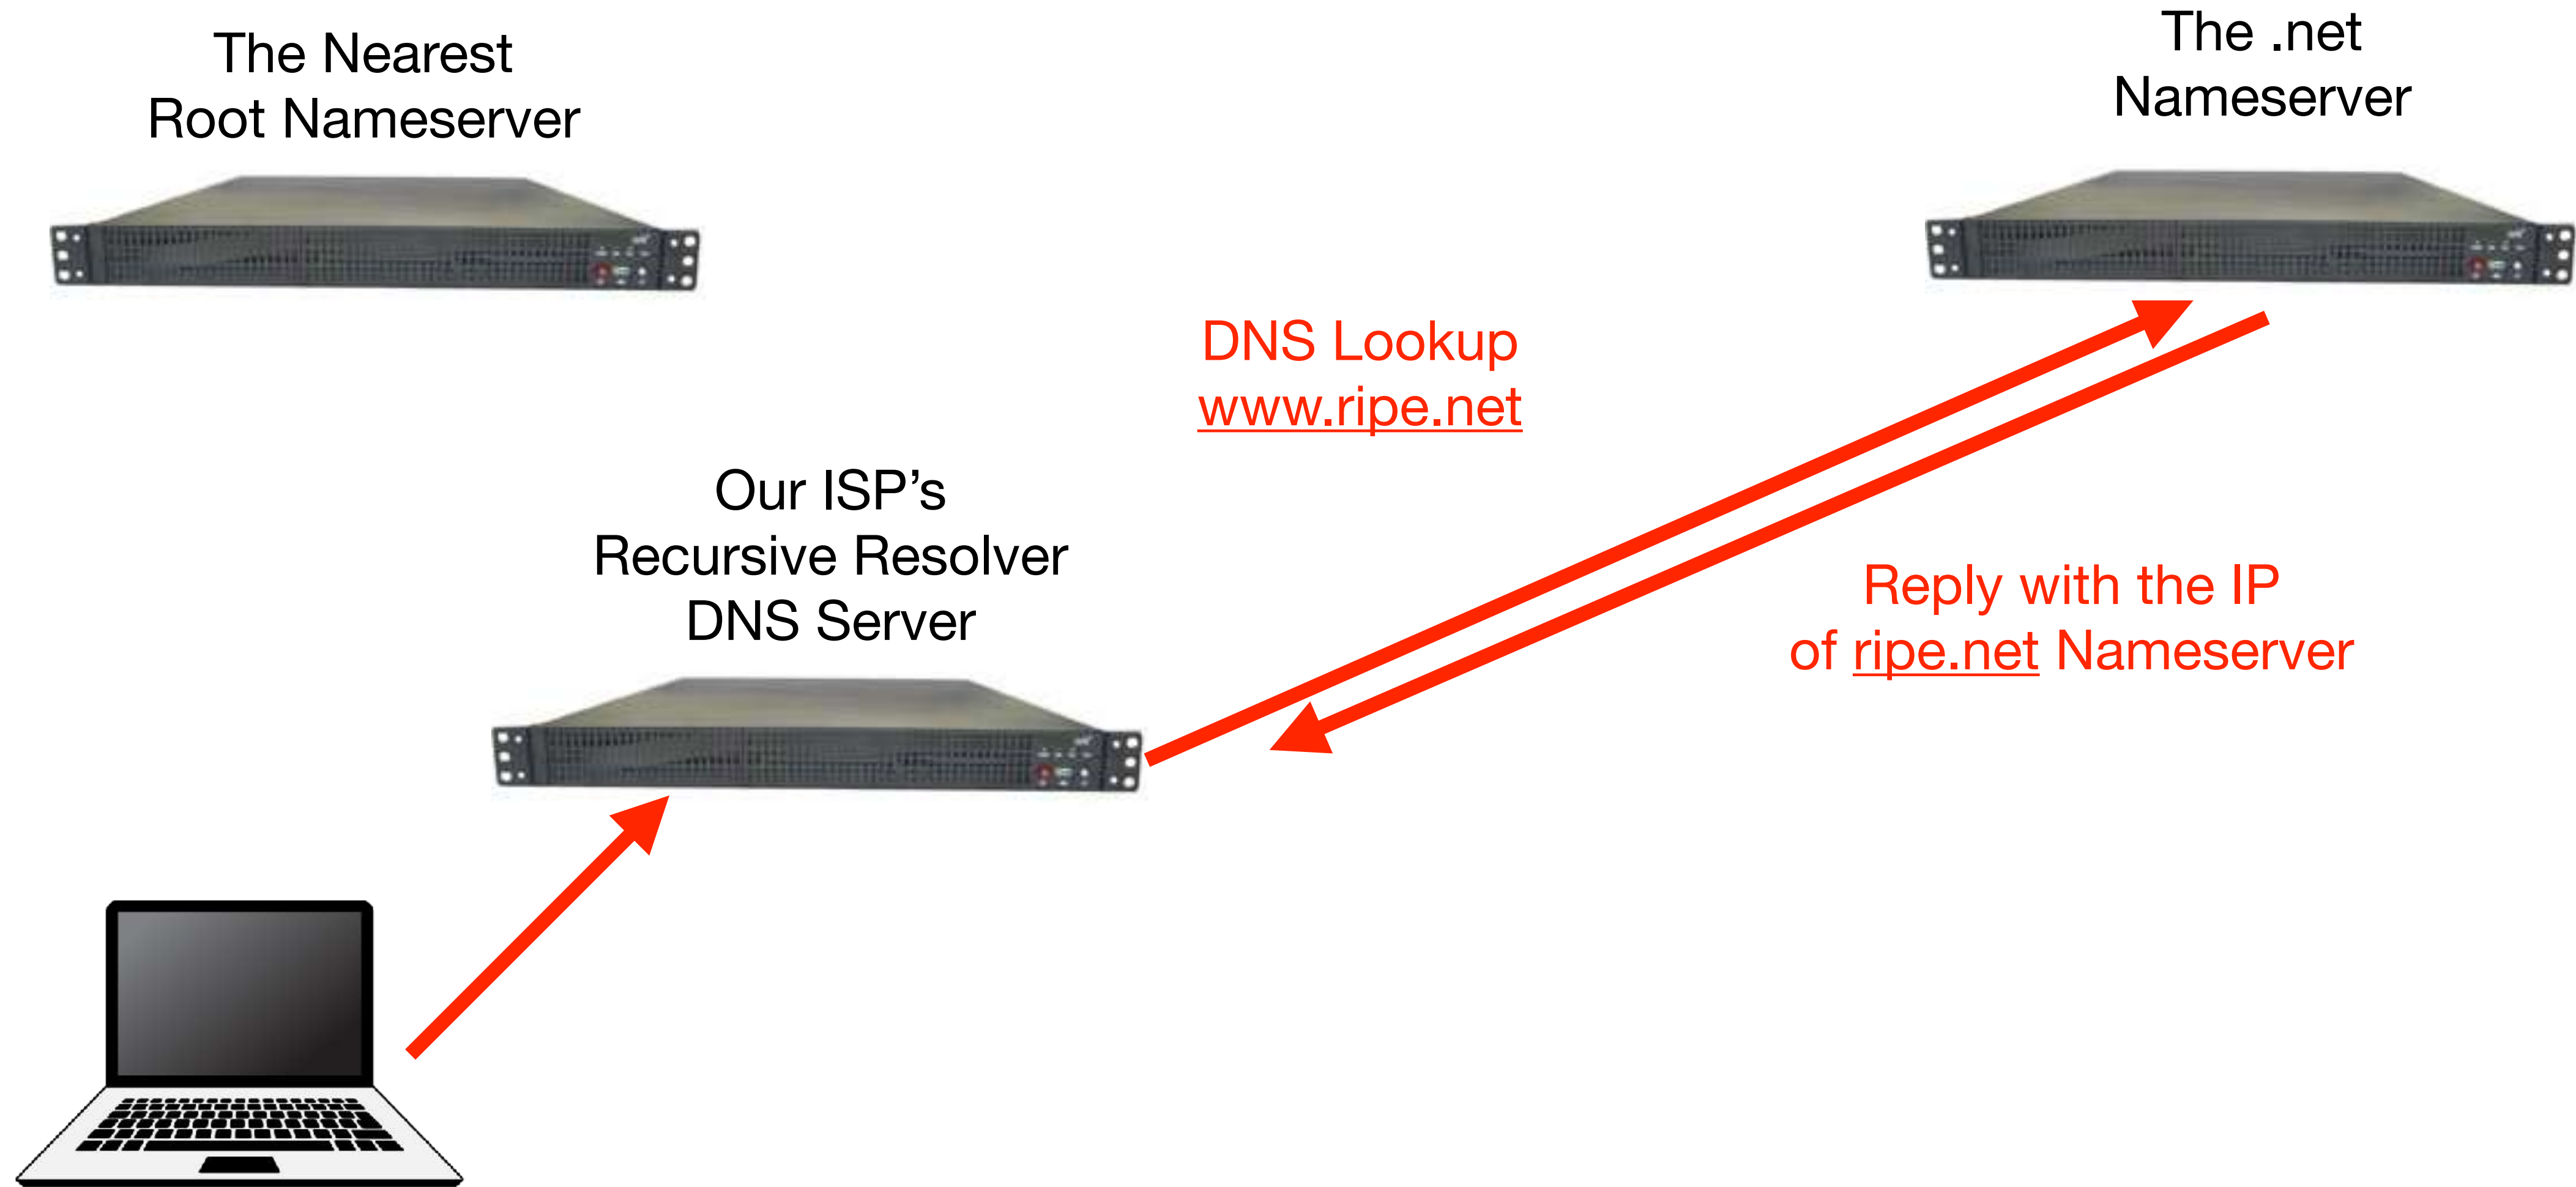 The Nearest
Root Nameserver
The .net
Nameserver
DNS Lookup
www.ripe.net
Our ISP’s
Recursive Resolver
DNS Server
Reply with the IP
of ripe.net Nameserver